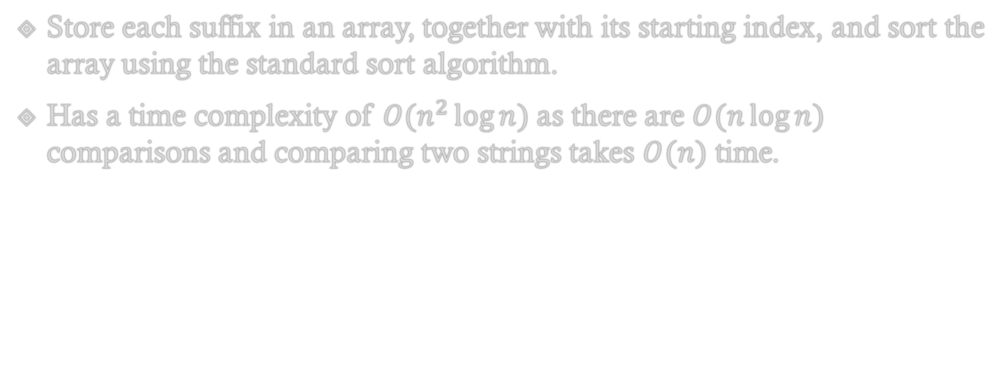 ◈ Store each suffix in an array, together with its starting index, and sort the
array using the standard sort algorithm.
◈ Has a time complexity of O(n² log n) as there are O(n log n)
comparisons and comparing two strings takes O(n) time.